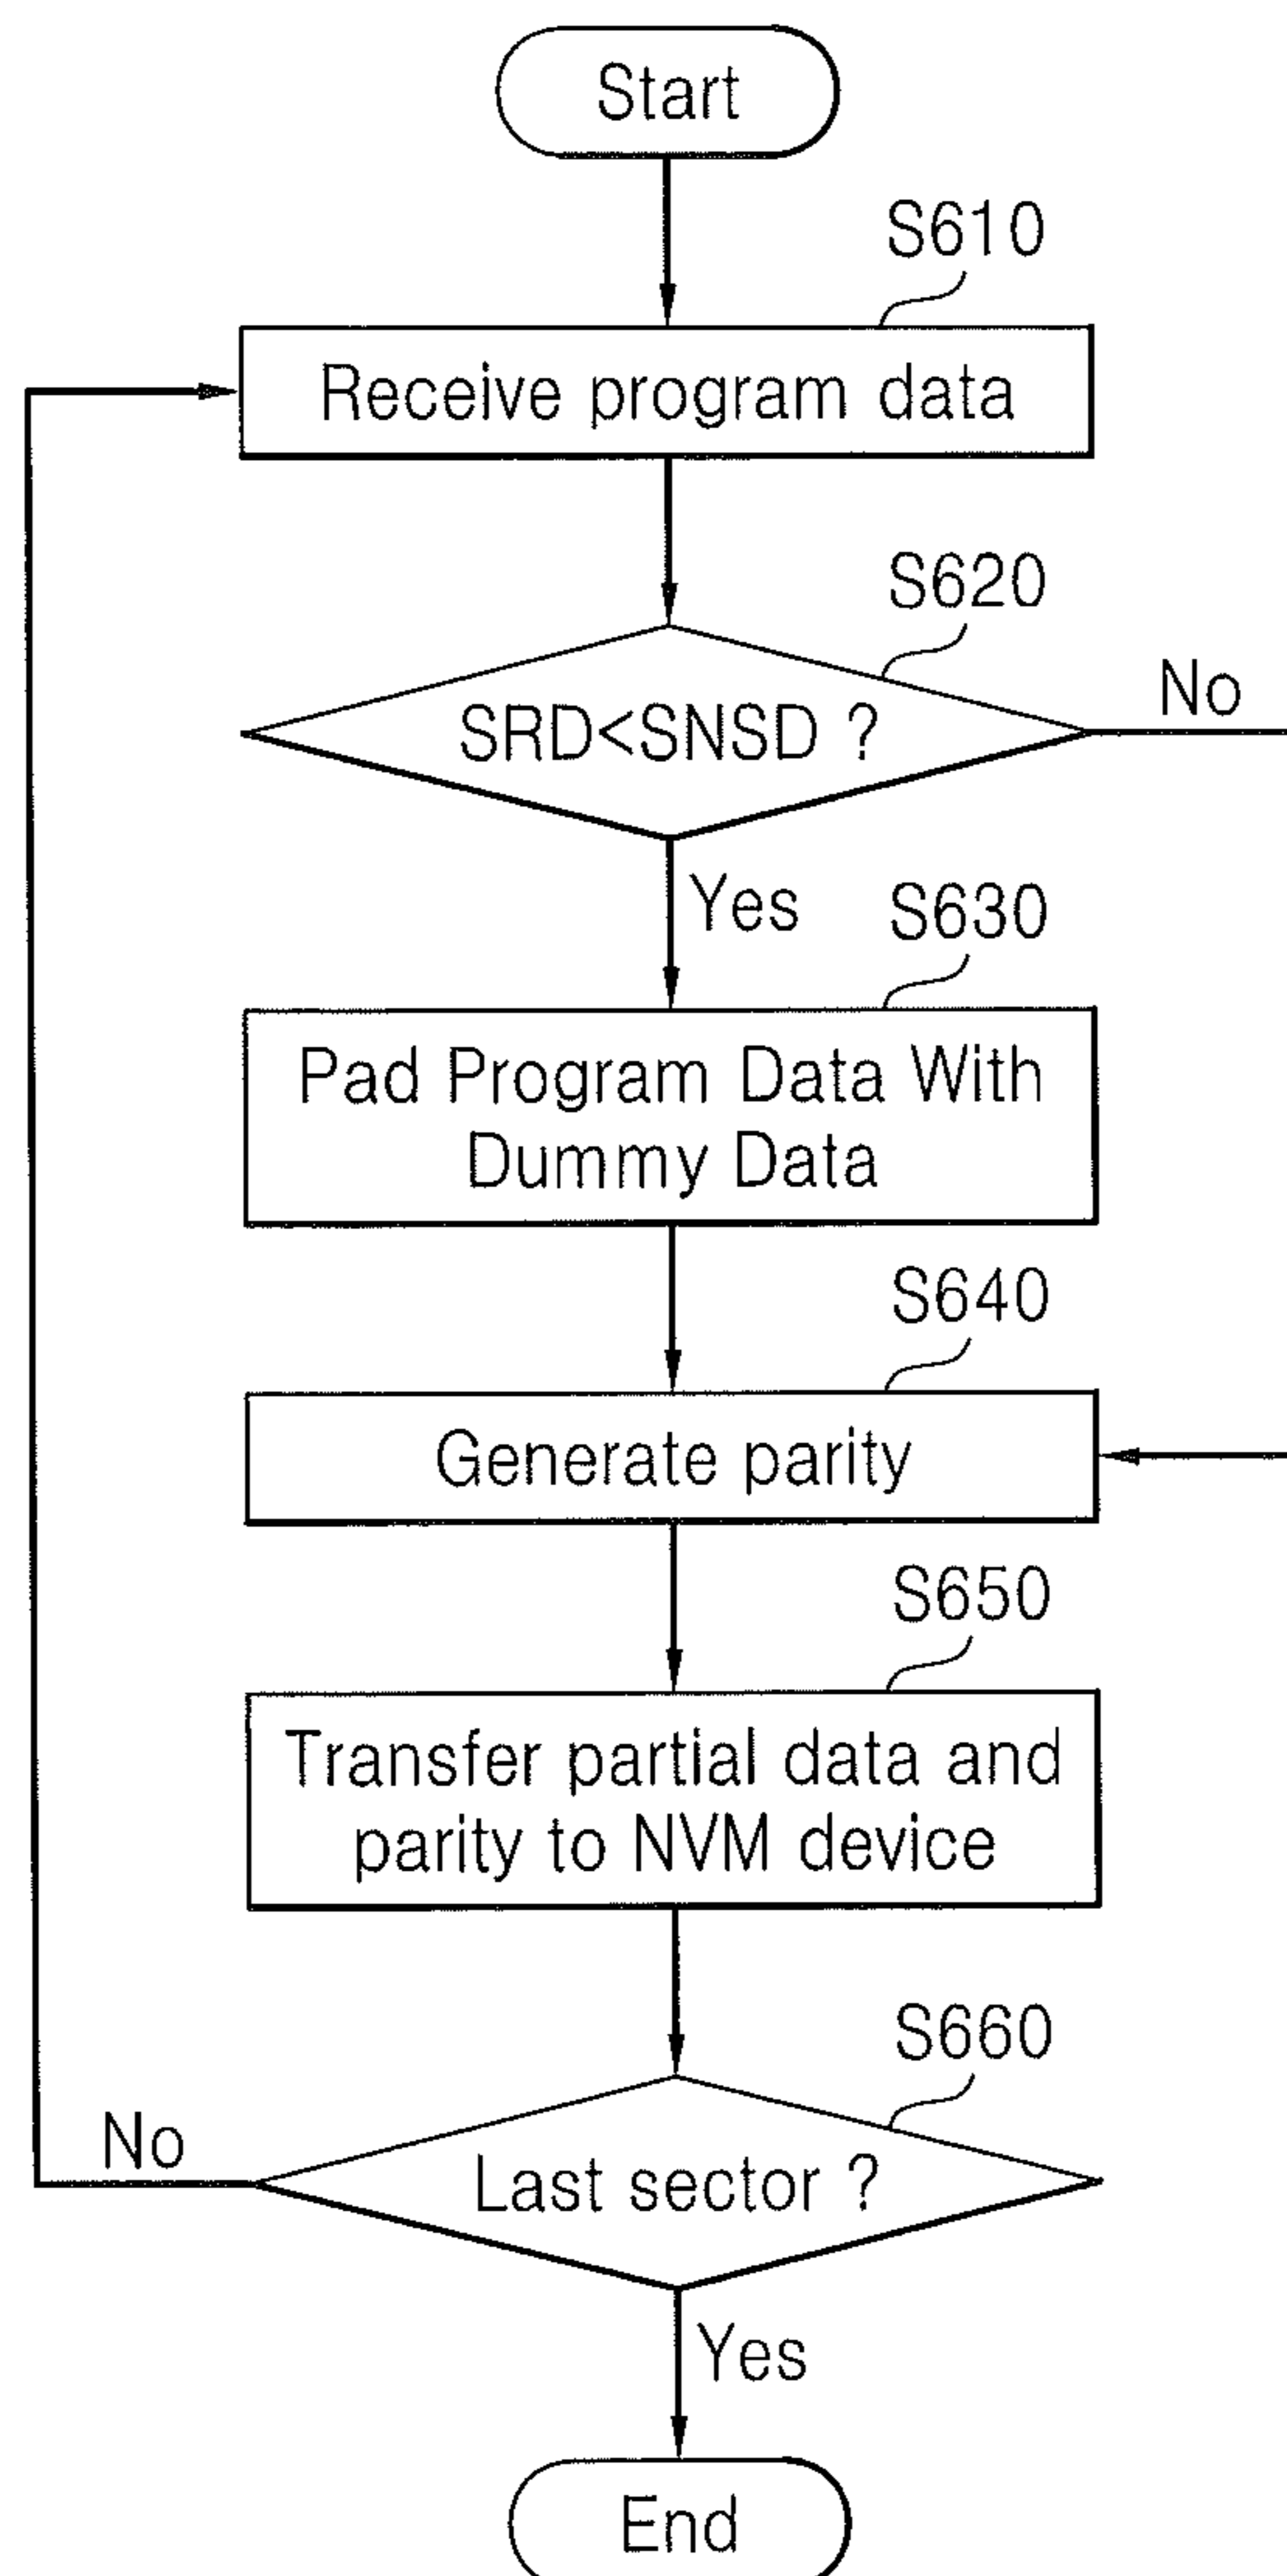 Start
S610
Receive program data
S620
SRD<SNSD ?
No
Yes
S630
Pad Program Data With
Dummy Data
S640
Generate parity
S650
Transfer partial data and
parity to NVM device
S660
Last sector ?
No
Yes
End